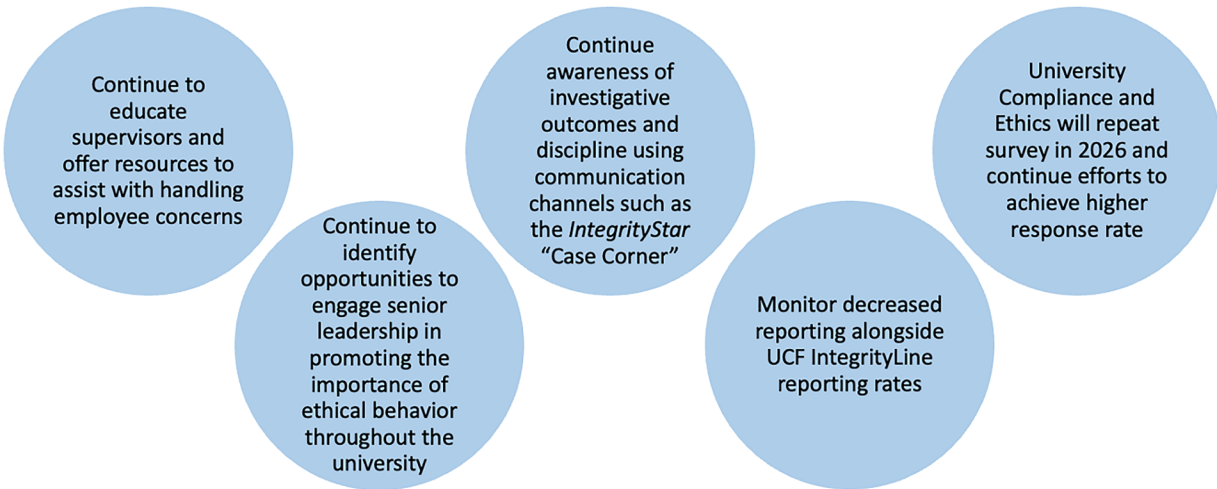 Continue to
educate
supervisors and
offer resources to
assist with handling
employee concerns
Continue to
identify
opportunities to
engage senior
leadership in
promoting the
importance of
ethical behavior
throughout the
university
Continue
awareness of
investigative
outcomes and
discipline using
communication
channels such as
the IntegrityStar
“Case Corner”
Monitor decreased
reporting alongside
UCF IntegrityLine
reporting rates
University
Compliance and
Ethics will repeat
survey in 2026 and
continue efforts to
achieve higher
response rate